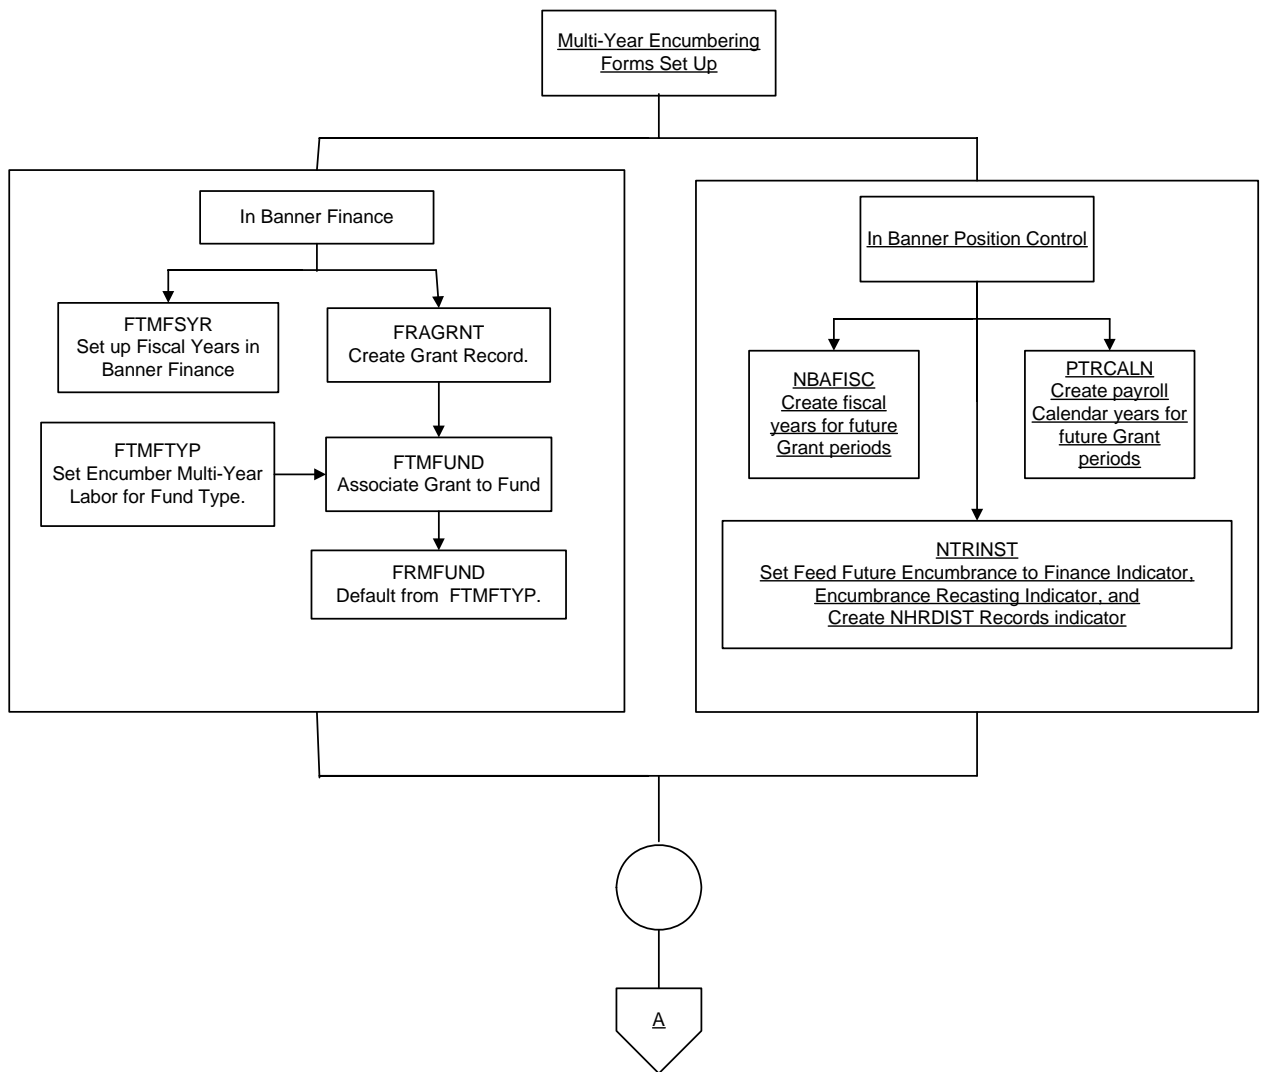 Multi-Year Encumbering
Forms Set Up
In Banner Finance
FTMFSYR
Set up Fiscal Years in
Banner Finance
FRAGRNT
Create Grant Record.
FTMFTYP
Set Encumber Multi-Year
Labor for Fund Type.
FTMFUND
Associate Grant to Fund
FRMFUND
Default from  FTMFTYP.
In Banner Position Control
NBAFISC
Create fiscal
years for future
Grant periods
PTRCALN
Create payroll
Calendar years for
future Grant
periods
NTRINST
Set Feed Future Encumbrance to Finance Indicator,
Encumbrance Recasting Indicator, and
Create NHRDIST Records indicator
A